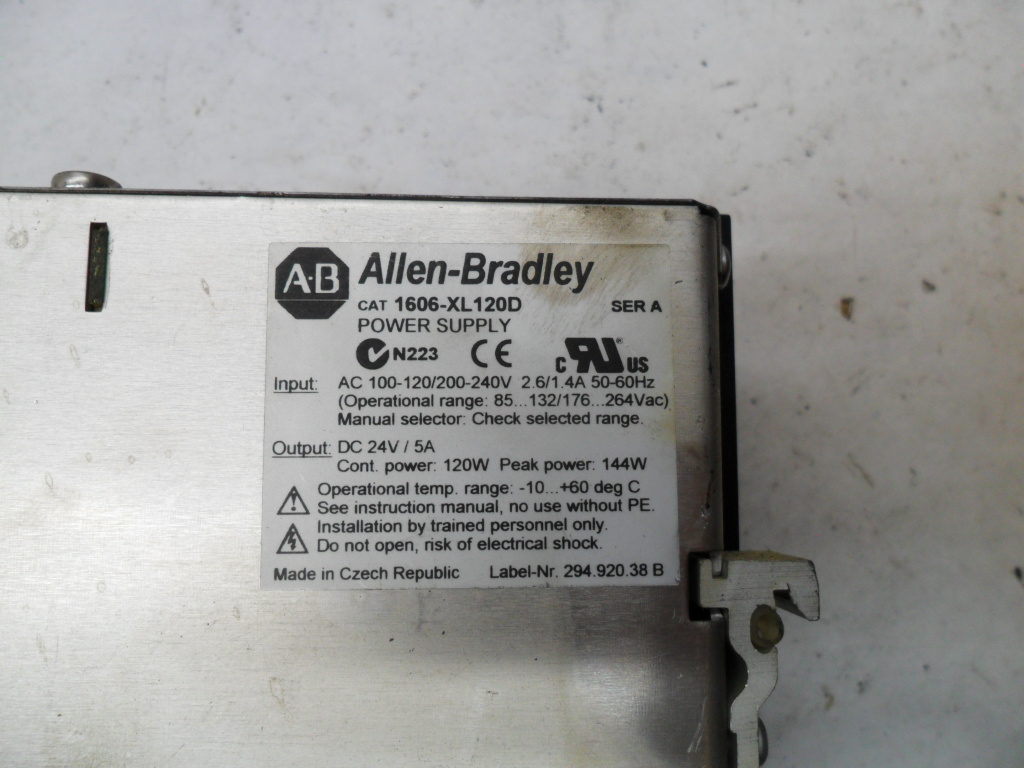 A·B Allen-Bradley
CAT 1606-XL120D SER A
POWER SUPPLY
N223 CE c RU ® US
Input: AC 100-120/200-240V 2.6/1.4A 50-60Hz
(Operational range: 85...132/176...264Vac)
Manual selector: Check selected range.
Output: DC 24V / 5A
Cont. power: 120W Peak power: 144W
Operational temp. range: -10...+60 deg C
See instruction manual, no use without PE.
Installation by trained personnel only.
Do not open, risk of electrical shock.
Made in Czech Republic Label-Nr. 294.920.38 B